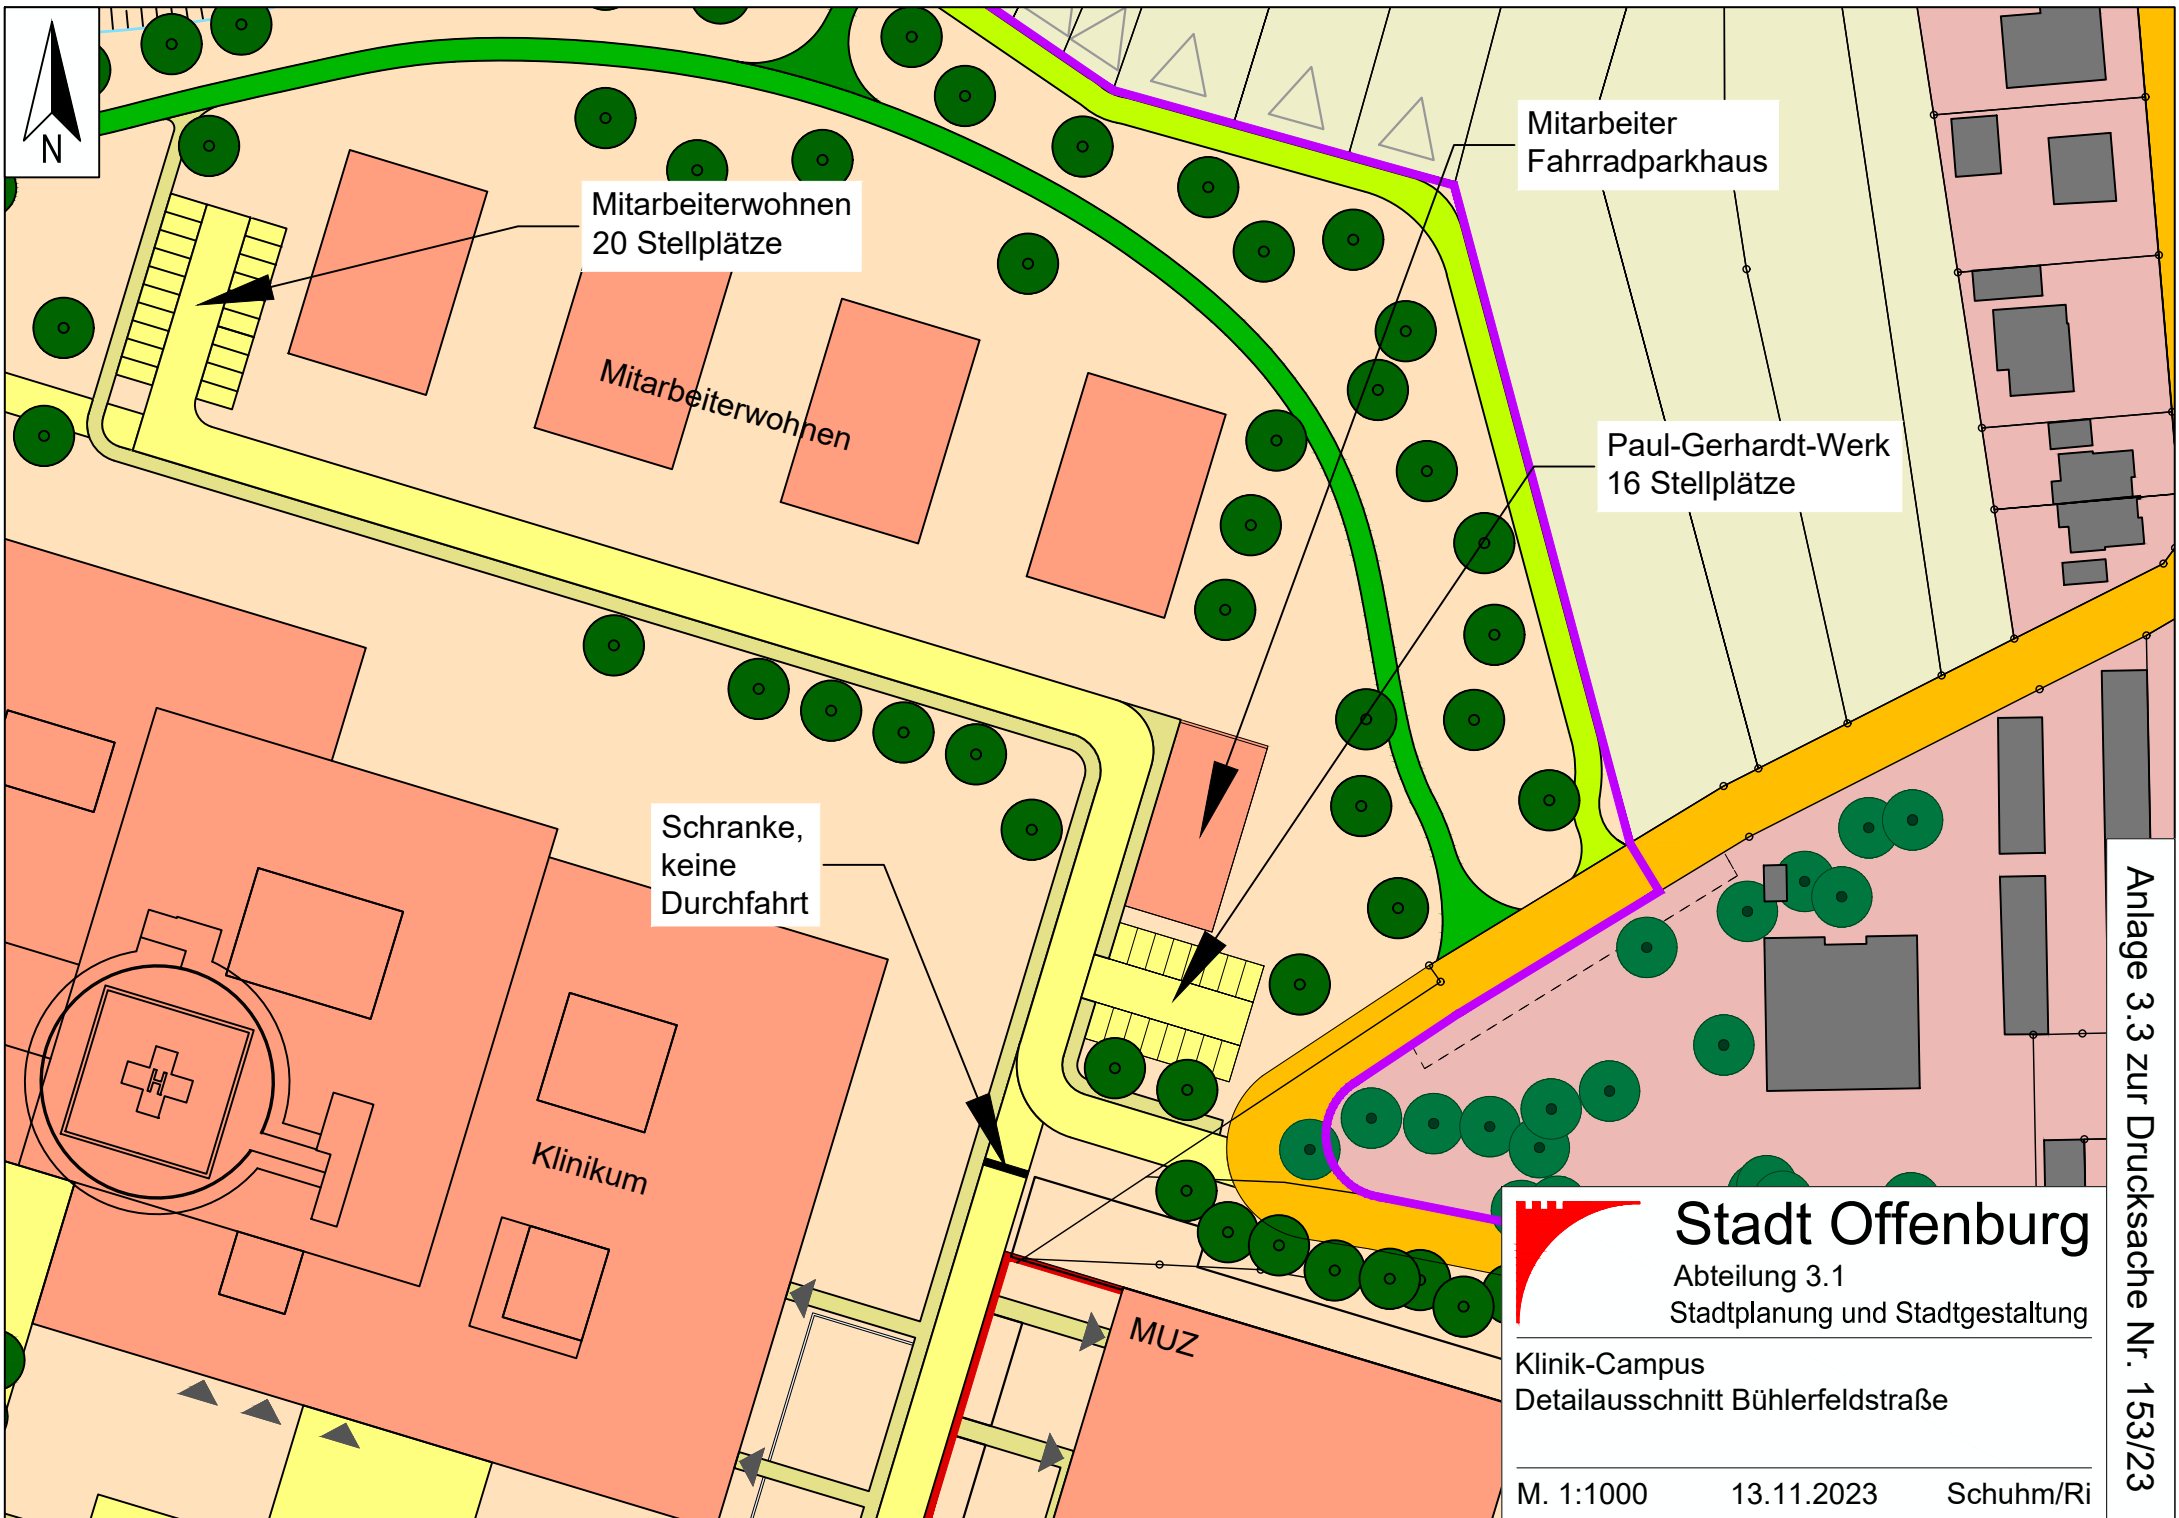 N
Mitarbeiterwohnen
20 Stellplätze
Mitarbeiter
Fahrradparkhaus
Mitarbeiterwohnen
Paul-Gerhardt-Werk
16 Stellplätze
Schranke,
keine
Durchfahrt
H
Klinikum
MUZ
Stadt Offenburg
Abteilung 3.1
Stadtplanung und Stadtgestaltung
Klinik-Campus
Detailausschnitt Bühlerfeldstraße
M. 1:1000 13.11.2023 Schuhm/Ri
Anlage 3.3 zur Drucksache Nr. 153/23